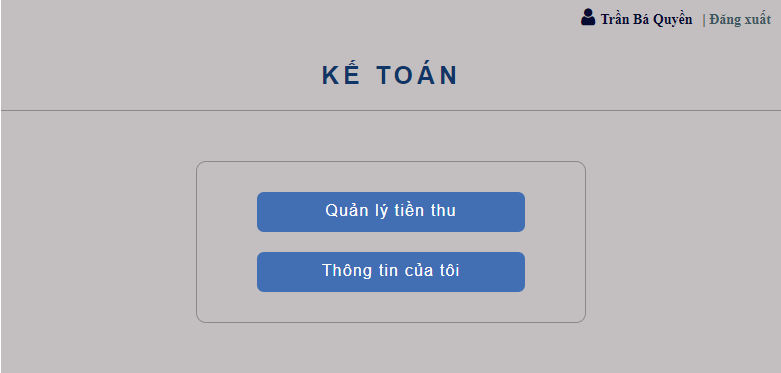 Trần Bá Quyền | Đăng xuất
KẾ TOÁN
Quản lý tiền thu
Thông tin của tôi